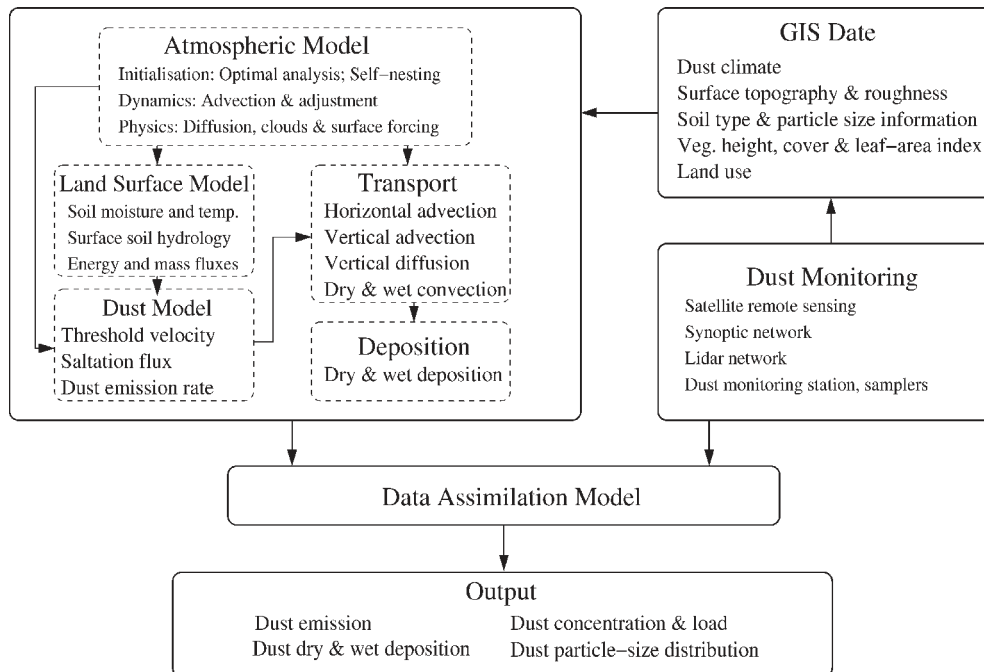 Atmospheric Model
Initialisation: Optimal analysis; Self−nesting
Dynamics: Advection & adjustment
Physics: Diffusion, clouds & surface forcing
Land Surface Model
Soil moisture and temp.
Surface soil hydrology
Energy and mass fluxes
Dust Model
Threshold velocity
Saltation flux
Dust emission rate
Transport
Horizontal advection
Vertical advection
Vertical diffusion
Dry & wet convection
Deposition
Dry & wet deposition
GIS Date
Dust climate
Surface topography & roughness
Soil type & particle size information
Veg. height, cover & leaf−area index
Land use
Dust Monitoring
Satellite remote sensing
Synoptic network
Lidar network
Dust monitoring station, samplers
Data Assimilation Model
Output
Dust emission
Dust dry & wet deposition
Dust concentration & load
Dust particle−size distribution